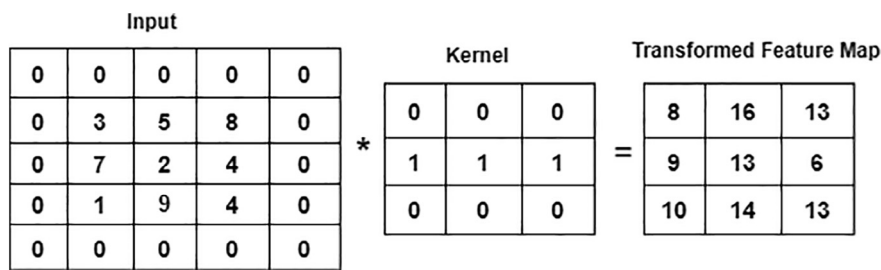 Input
Kernel
Transformed Feature Map
0 0 0 0 0
0 3 5 8 0
0 7 2 4 0
0 1 9 4 0
0 0 0 0 0
*
0 0 0
1 1 1
0 0 0
=
8 16 13
9 13 6
10 14 13